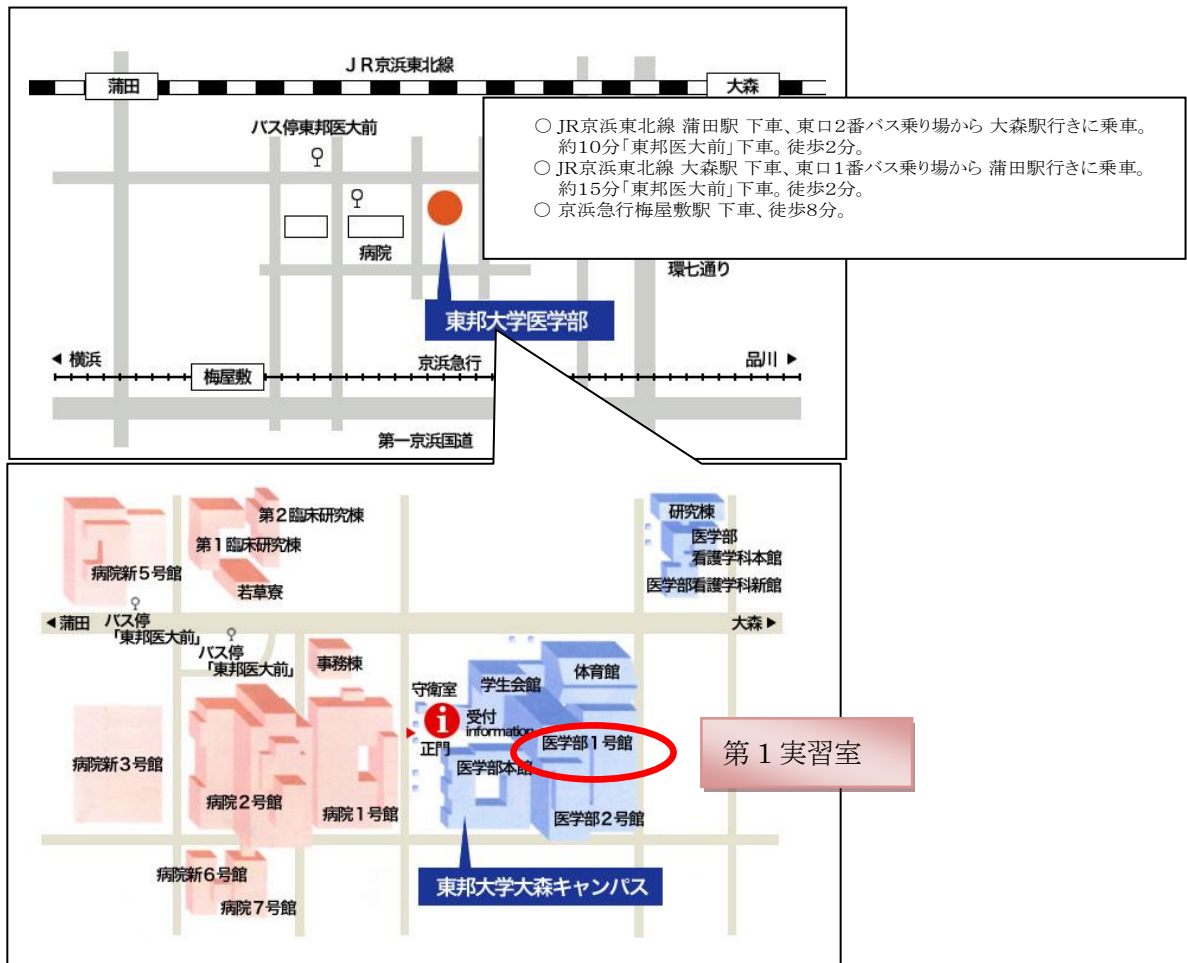 JR京浜東北線
蒲田
大森
バス停東邦医大前
○ JR京浜東北線 蒲田駅 下車、東口2番バス乗り場から 大森駅行きに乗車。
約10分「東邦医大前」下車。徒歩2分。
○ JR京浜東北線 大森駅 下車、東口1番バス乗り場から 蒲田駅行きに乗車。
約15分「東邦医大前」下車。徒歩2分。
○ 京浜急行梅屋敷駅 下車、徒歩8分。
病院
環七通り
東邦大学医学部
◀ 横浜
京浜急行
品川 ▶
梅屋敷
第一京浜国道
第2臨床研究棟
第1臨床研究棟
病院新5号館
若草寮
研究棟
医学部
看護学科本館
医学部看護学科新館
◀蒲田
バス停
「東邦医大前」
大森▶
バス停
「東邦医大前」
事務棟
学生会館
体育館
守衛室
i
受付
information
正門
医学部1号館
第1実習室
病院新3号館
医学部本館
病院2号館
病院1号館
医学部2号館
病院新6号館
病院7号館
東邦大学大森キャンパス